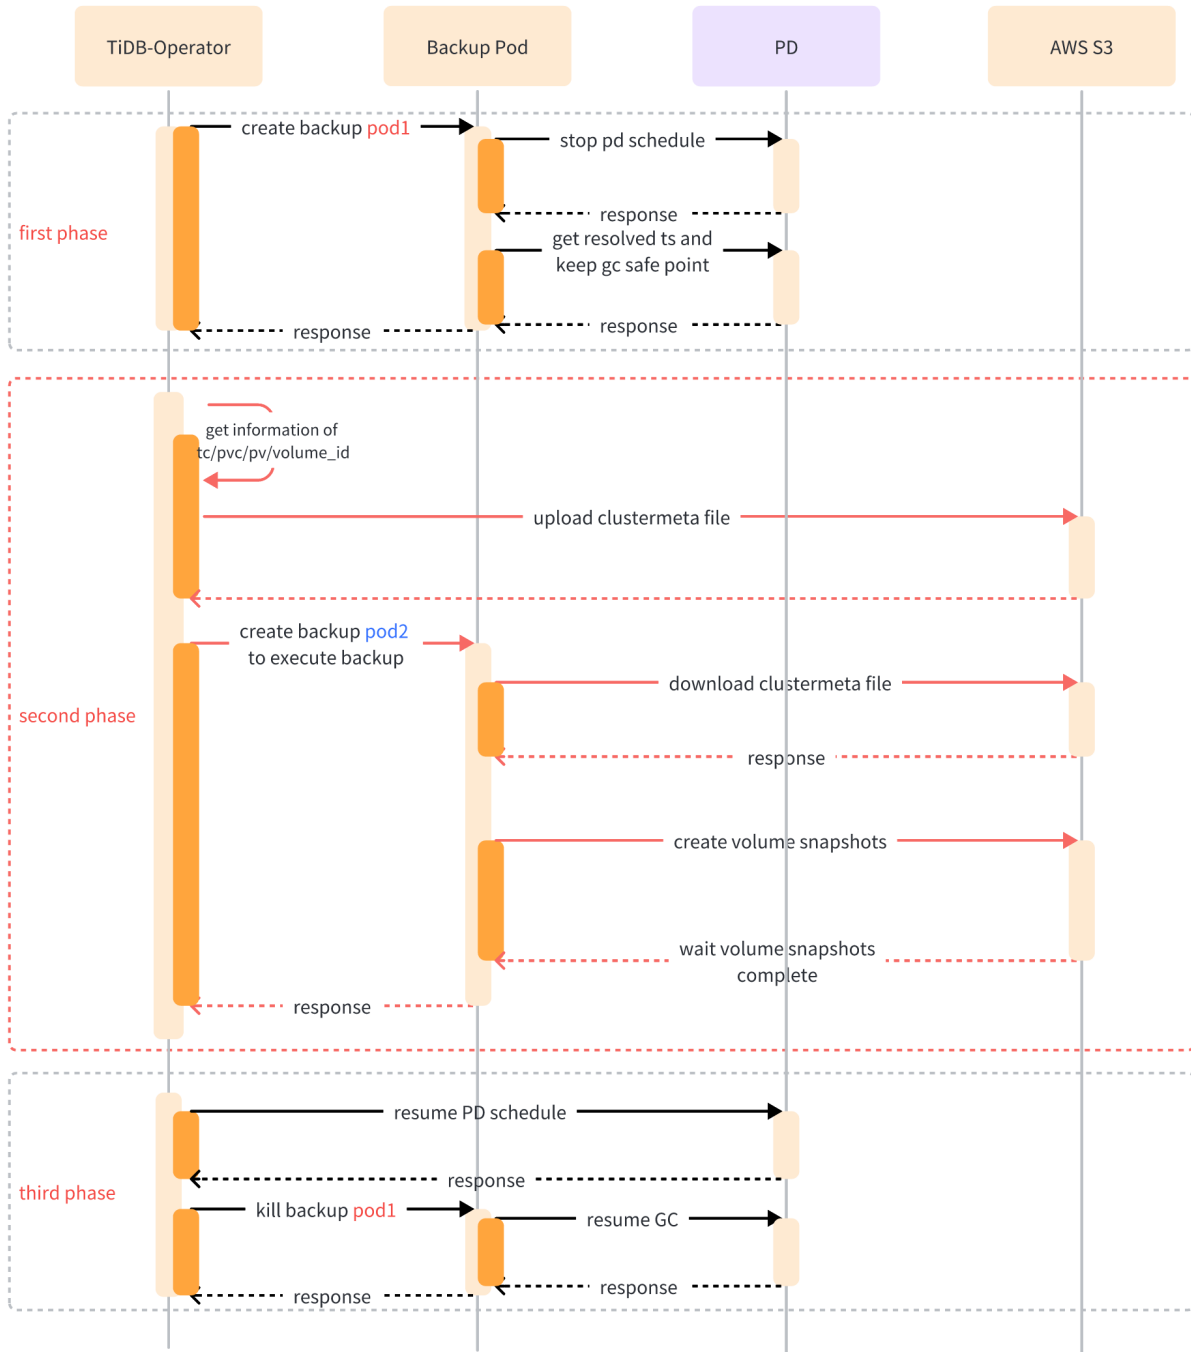 TiDB-Operator
Backup Pod
PD
AWS S3
create backup pod1
stop pd schedule
response
first phase
get resolved ts and
keep gc safe point
response
response
get information of
tc/pvc/pv/volume_id
upload clustermeta file
create backup pod2
to execute backup
download clustermeta file
second phase
response
create volume snapshots
wait volume snapshots
complete
response
resume PD schedule
response
third phase
kill backup pod1
resume GC
response
response